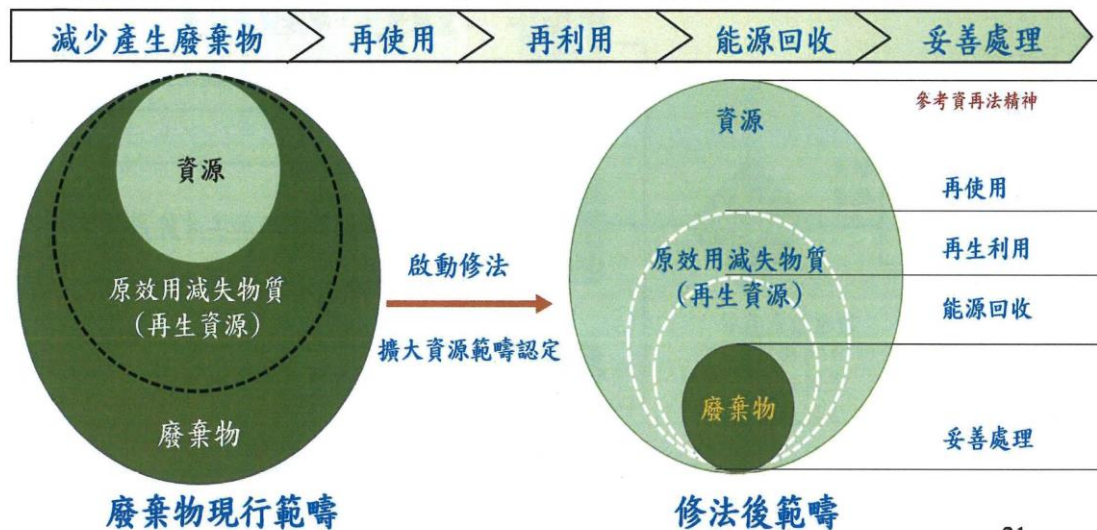 減少產生廢棄物
再使用
再利用
能源回收
妥善處理
資源
原效用減失物質
(再生資源)
廢棄物
廢棄物現行範疇
啟動修法
擴大資源範疇認定
資源
原效用減失物質
(再生資源)
廢棄物
修法後範疇
參考資再法精神
再使用
再生利用
能源回收
妥善處理